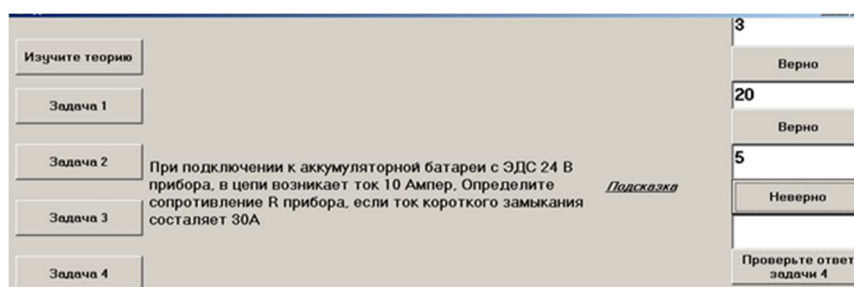 3
Изучите теорию
Верно
Задача 1
20
Верно
Задача 2
5
При подключении к аккумуляторной батареи с ЭДС 24 В
прибора, в цепи возникает ток 10 Ампер, Определите
сопротивление R прибора, если ток короткого замыкания
состаляет 30А
Подсказка
Неверно
Задача 3
Задача 4
Проверьте ответ
задачи 4